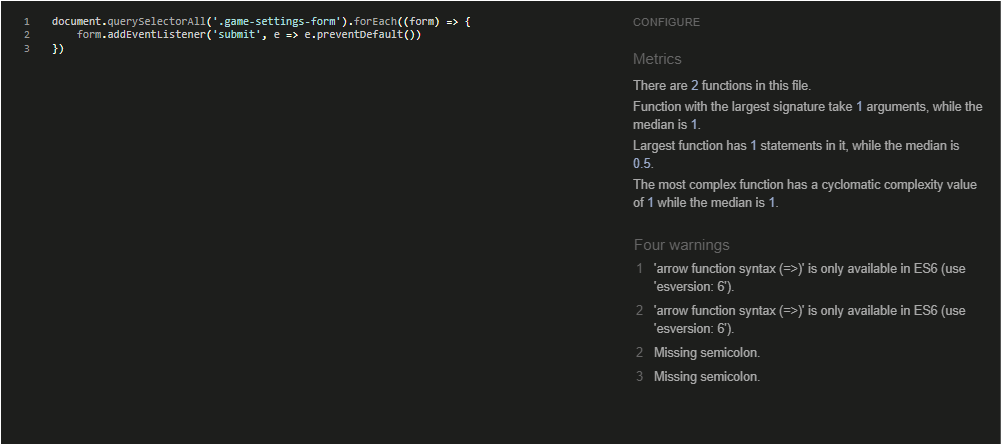 1 document.querySelectorAll('.game-settings-form').forEach((form) => {
2 form.addEventListener('submit', e => e.preventDefault())
3 })
CONFIGURE
Metrics
There are 2 functions in this file.
Function with the largest signature take 1 arguments, while the
median is 1.
Largest function has 1 statements in it, while the median is
0.5.
The most complex function has a cyclomatic complexity value
of 1 while the median is 1.
Four warnings
1 'arrow function syntax (=>)' is only available in ES6 (use
'esversion: 6').
2 'arrow function syntax (=>)' is only available in ES6 (use
'esversion: 6').
2 Missing semicolon.
3 Missing semicolon.